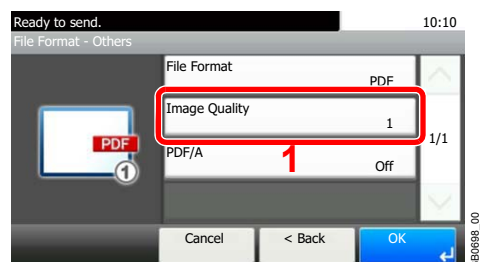 Ready to send.
10:10
File Format - Others
File Format
PDF
Image Quality
1
1/1
PDF
1
PDF/A
1
Off
Cancel
< Back
OK
B0698_00